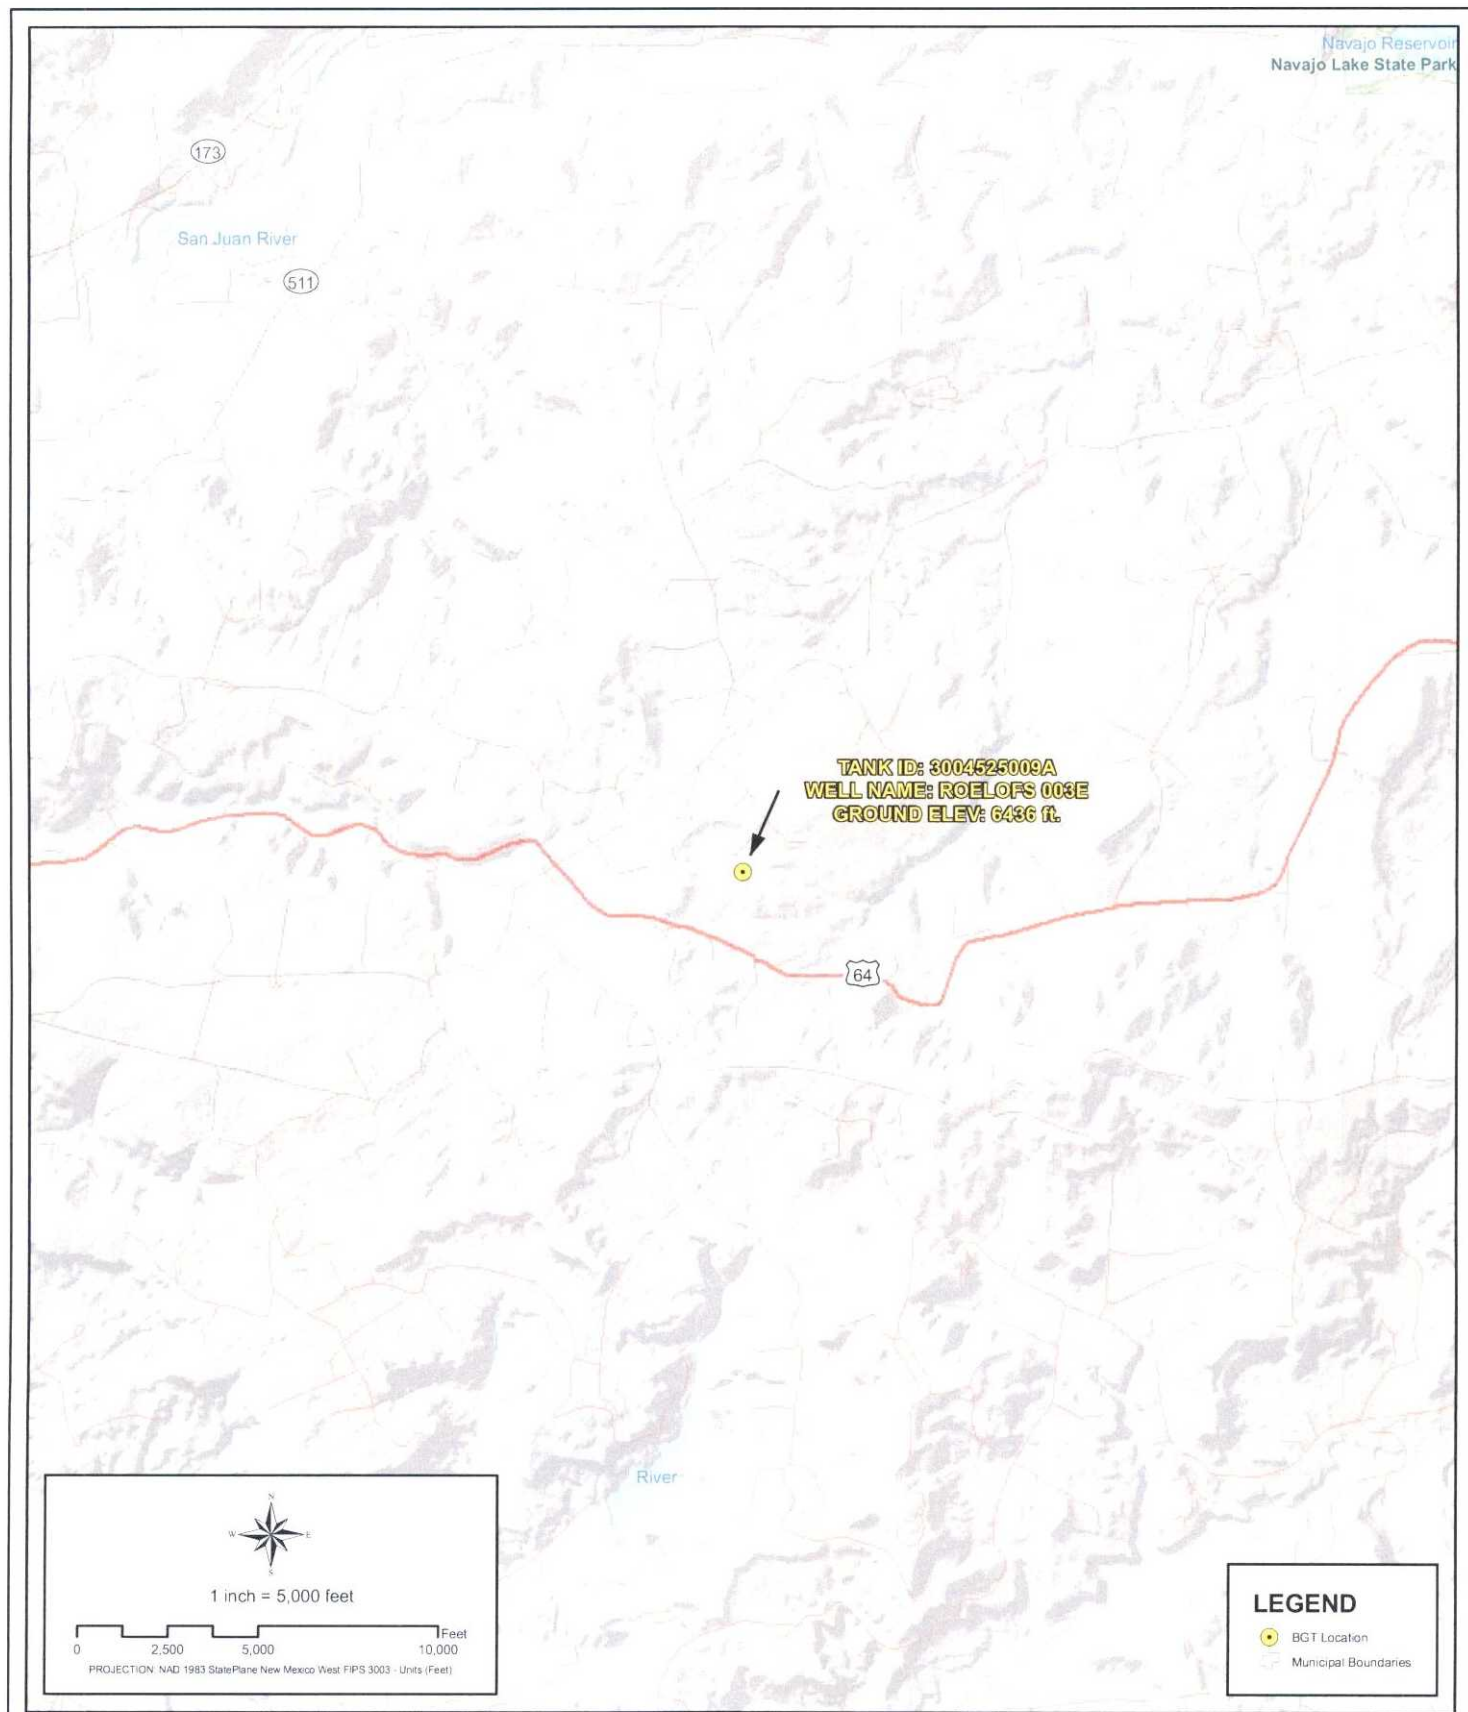 Navajo Reservoir
Navajo Lake State Park
173
San Juan River
511
TANK ID: 3004525009A
WELL NAME: ROELOFS 003E
GROUND ELEV: 6436 ft.
64
River
N
W E
S
1 inch = 5,000 feet
Feet
0 2,500 5,000 10,000
PROJECTION: NAD 1983 StatePlane New Mexico West FIPS 3003 - Units (Feet)
LEGEND
BGT Location
Municipal Boundaries